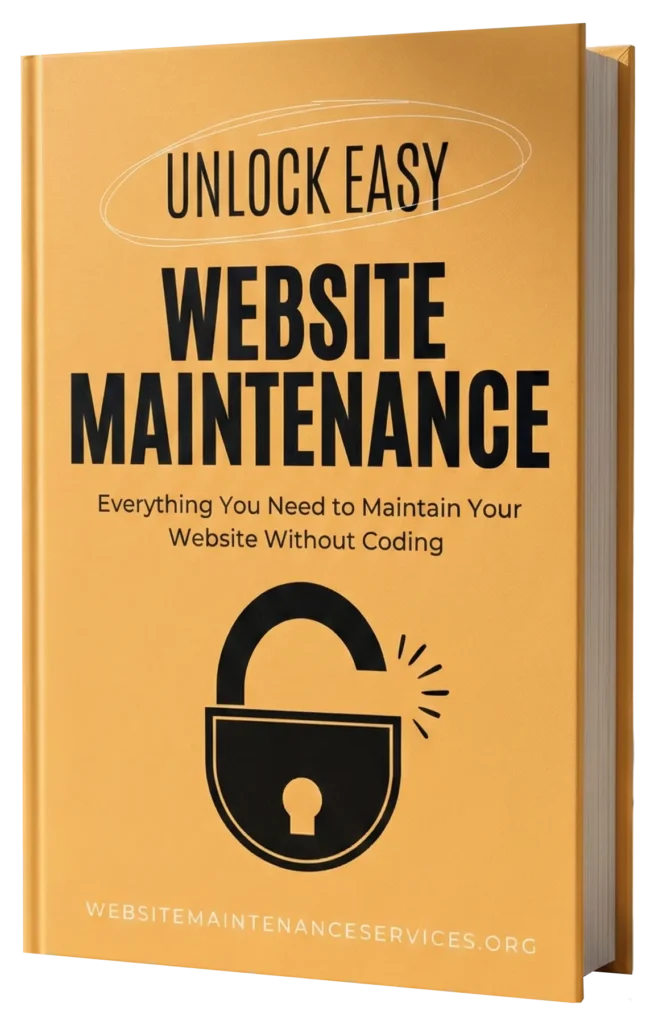 UNLOCK EASY
WEBSITE
MAINTENANCE
Everything You Need to Maintain Your
Website Without Coding
WEBSITEMAINTENANCESERVICES.ORG